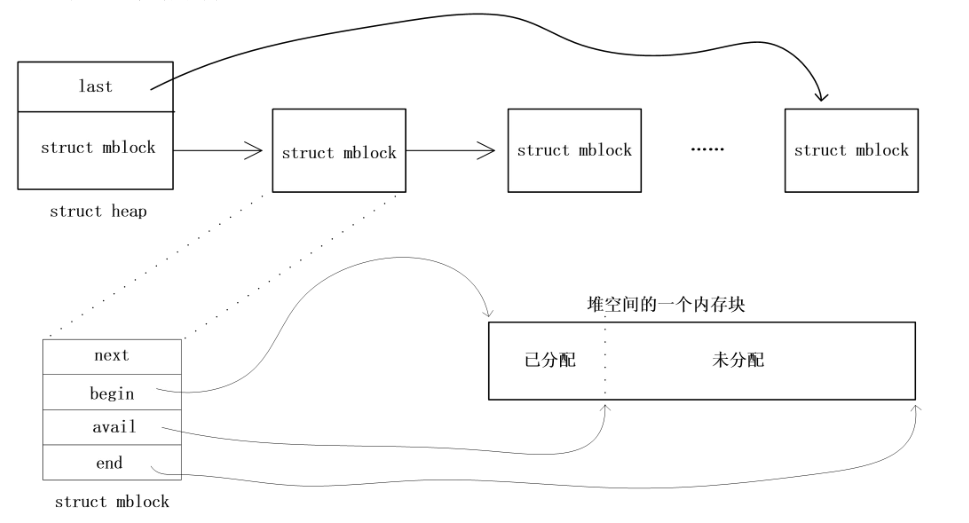 last
struct mblock
struct mblock
struct mblock
……
struct mblock
struct heap
堆空间的一个内存块
next
begin
avail
end
已分配
未分配
struct mblock